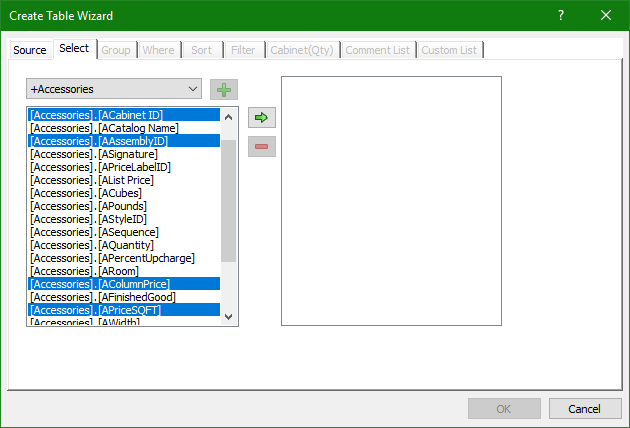 Create Table Wizard ?
Source Select Group Where Sort Filter Cabinet(Qty) Comment List Custom List
+Accessories
[Accessories].[ACabinet ID]
[Accessories].[ACatalog Name]
[Accessories].[AAssemblyID]
[Accessories].[ASignature]
[Accessories].[APriceLabelID]
[Accessories].[AList Price]
[Accessories].[ACubes]
[Accessories].[APounds]
[Accessories].[AStyleID]
[Accessories].[ASequence]
[Accessories].[AQuantity]
[Accessories].[APercentUpcharge]
[Accessories].[ARoom]
[Accessories].[AColumnPrice]
[Accessories].[AFinishedGood]
[Accessories].[APriceSQFT]
[Accessories].[AWidth]
OK Cancel